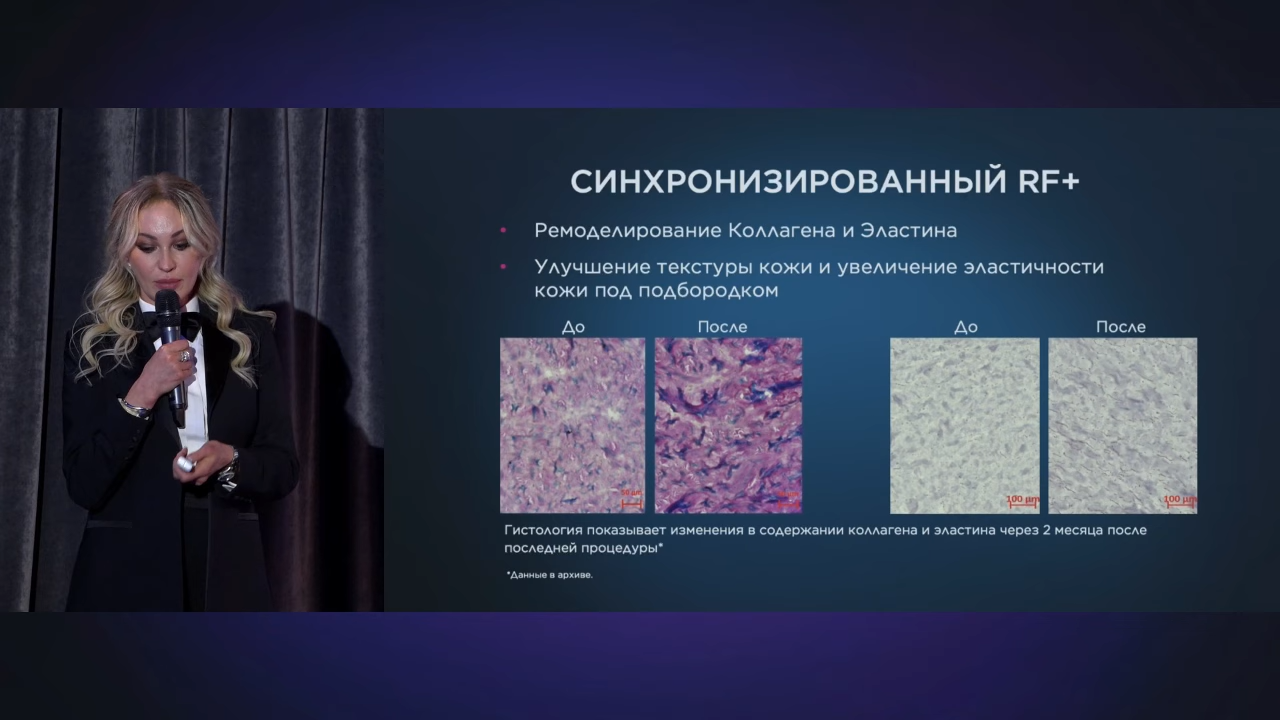 СИНХРОНИЗИРОВАННЫЙ RF+
• Ремоделирование Коллагена и Эластина
• Улучшение текстуры кожи и увеличение эластичности
кожи под подбородком
До После До После
100 µm 100 µm
Гистология показывает изменения в содержании коллагена и эластина через 2 месяца после
последней процедуры*
*Данные в архиве.